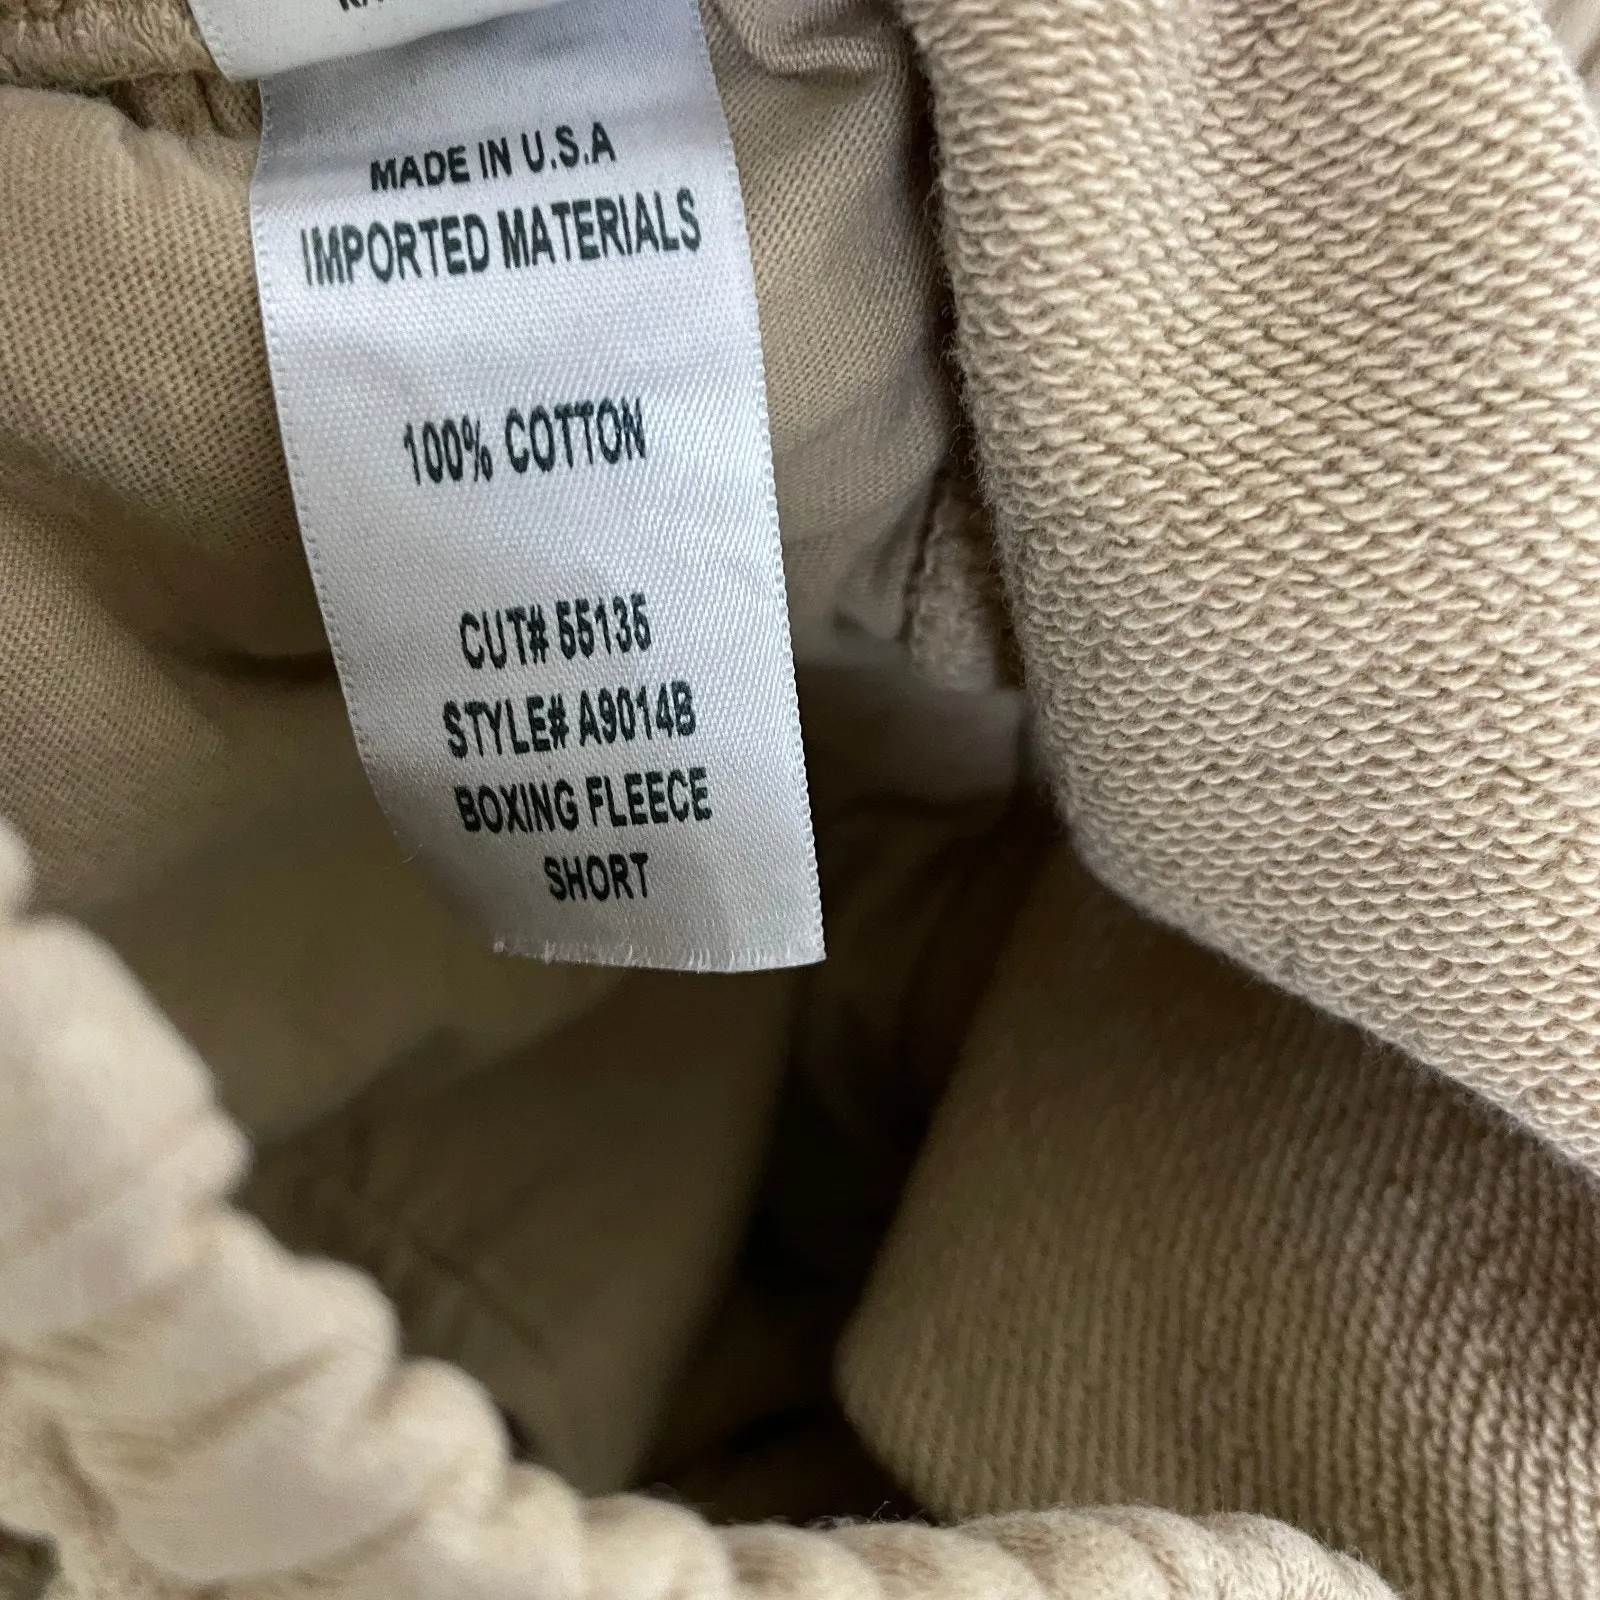 MADE IN U.S.A
IMPORTED MATERIALS
100% COTTON
CUT# 55135
STYLE# A9014B
BOXING FLEECE
SHORT